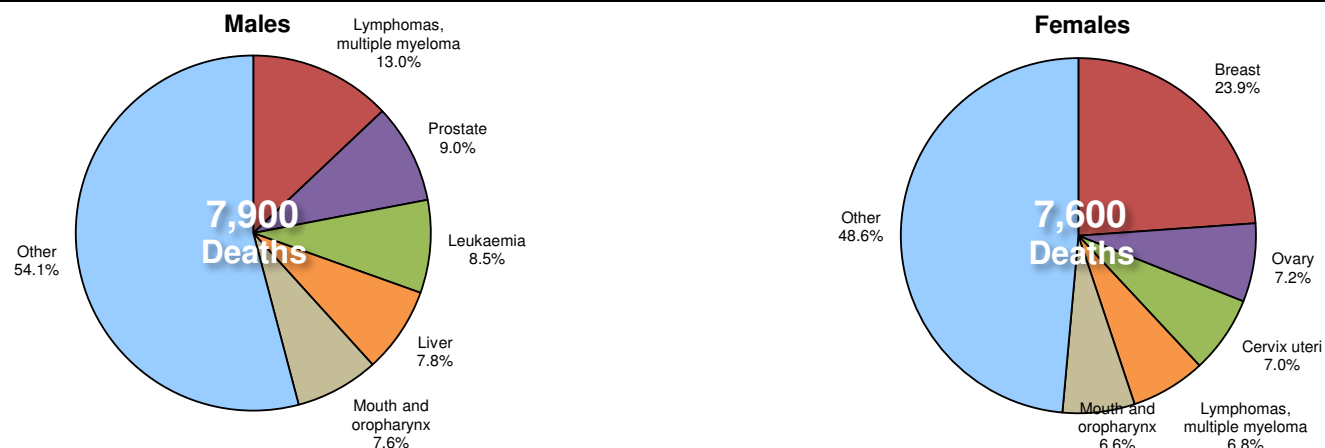 Males
Lymphomas,
multiple myeloma
13.0%
Prostate
9.0%
Leukaemia
8.5%
Liver
7.8%
Mouth and
oropharynx
7.6%
Other
54.1%
7,900
Deaths
Females
Breast
23.9%
Ovary
7.2%
Cervix uteri
7.0%
Lymphomas,
multiple myeloma
6.8%
Mouth and
oropharynx
6.6%
Other
48.6%
7,600
Deaths